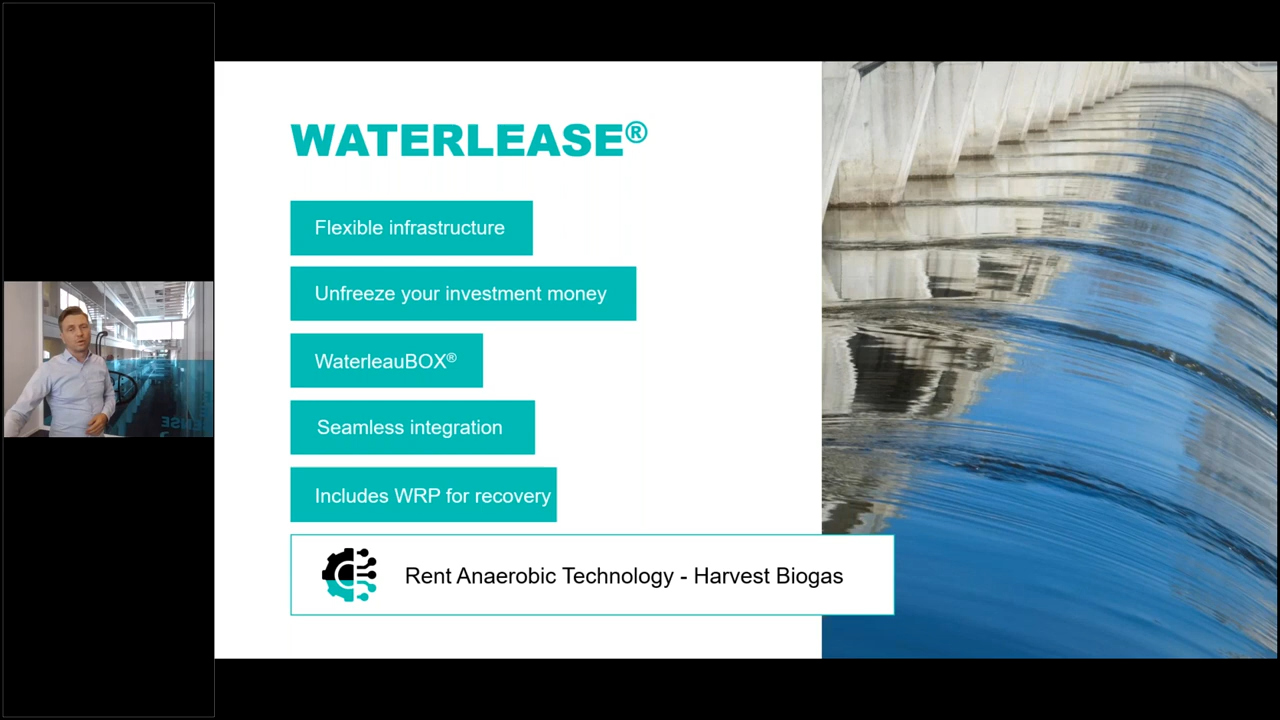 WATERLEASE®
Flexible infrastructure
Unfreeze your investment money
WaterleauBOX®
Seamless integration
Includes WRP for recovery
Rent Anaerobic Technology - Harvest Biogas